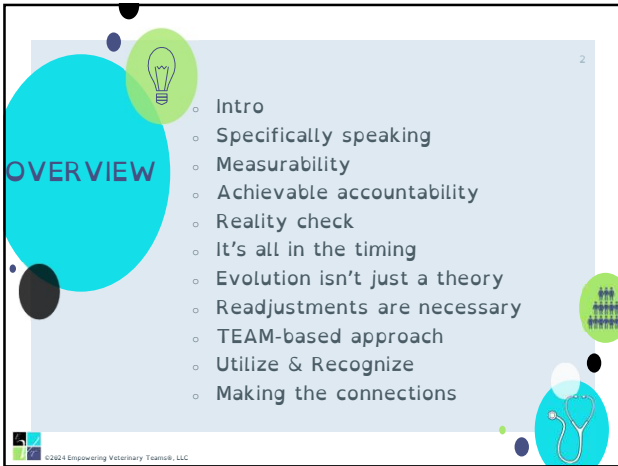 2
OVERVIEW
Intro
Specifically speaking
Measurability
Achievable accountability
Reality check
It's all in the timing
Evolution isn't just a theory
Readjustments are necessary
TEAM-based approach
Utilize & Recognize
Making the connections
©2024 Empowering Veterinary Teams®, LLC